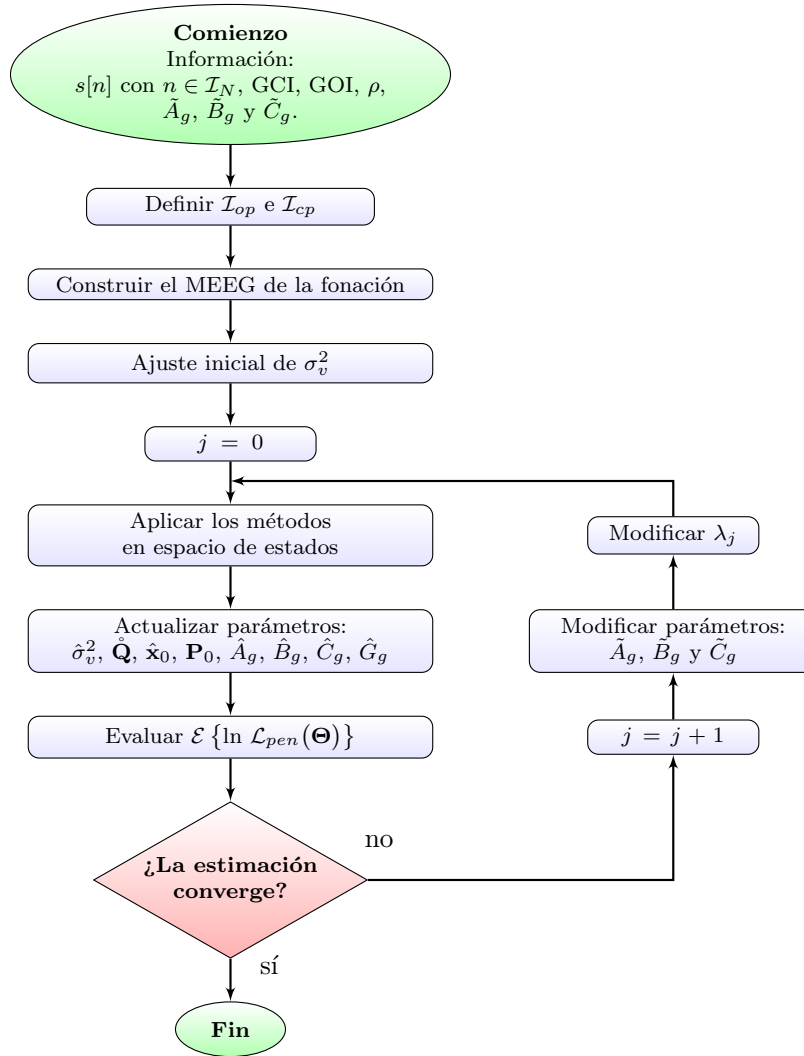 Comienzo
Información:
s[n] con n ∈ 𝓘_N, GCI, GOI, ρ,
Ã_g, B̃_g y C̃_g.
Definir 𝓘_op e 𝓘_cp
Construir el MEEG de la fonación
Ajuste inicial de σ_v^2
j = 0
Aplicar los métodos
en espacio de estados
Actualizar parámetros:
σ̂_v^2, Q̊, x̂_0, P_0, Â_g, B̂_g, Ĉ_g, Ĝ_g
Evaluar 𝓔 {ln 𝓛_pen(Θ)}
¿La estimación
converge?
no
sí
Fin
j = j + 1
Modificar parámetros:
Ã_g, B̃_g y C̃_g
Modificar λ_j